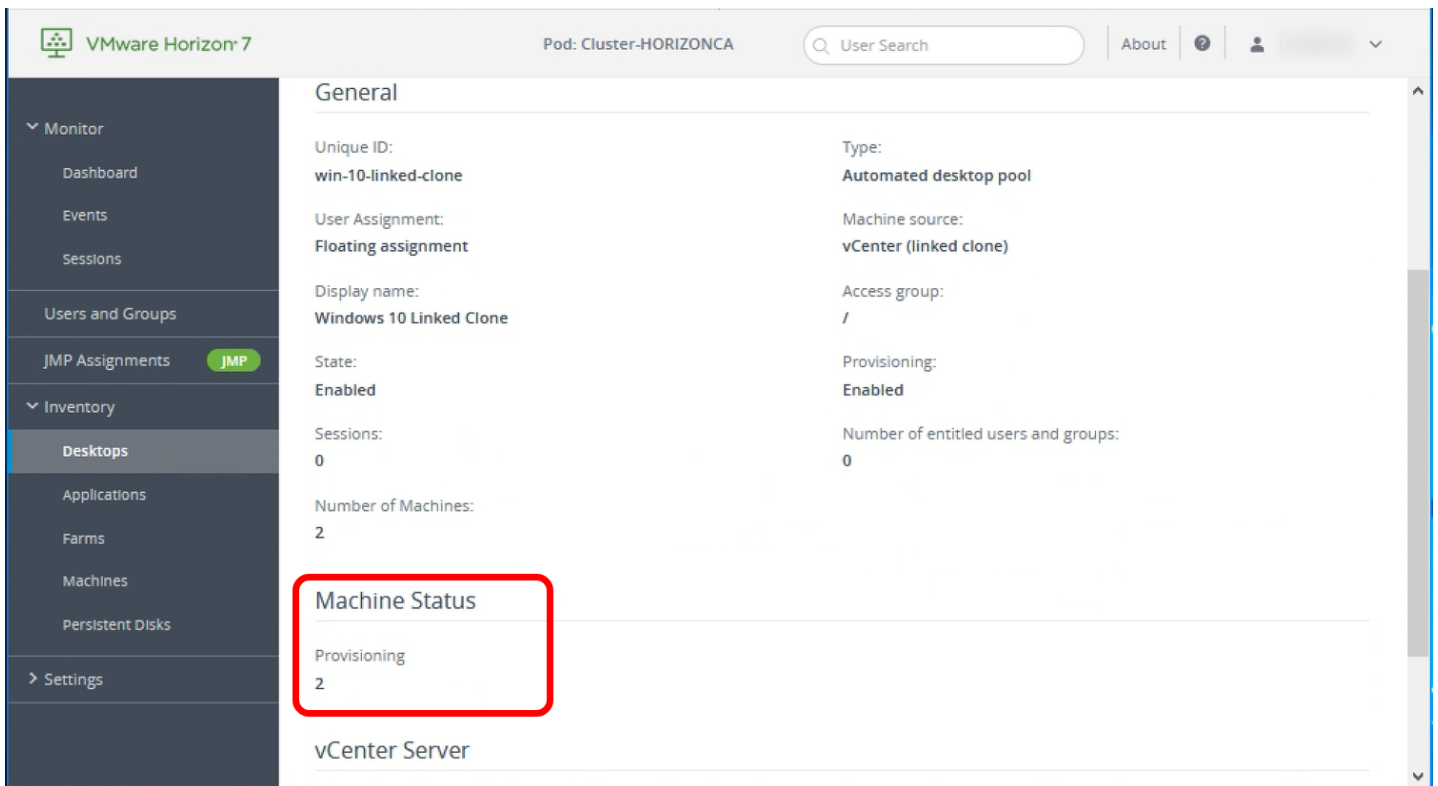 VMware Horizon® 7
Pod: Cluster-HORIZONCA
User Search
About
?
Monitor
Dashboard
Events
Sessions
Users and Groups
JMP Assignments JMP
Inventory
Desktops
Applications
Farms
Machines
Persistent Disks
Settings
General
Unique ID:
win-10-linked-clone
Type:
Automated desktop pool
User Assignment:
Floating assignment
Machine source:
vCenter (linked clone)
Display name:
Windows 10 Linked Clone
Access group:
/
State:
Enabled
Provisioning:
Enabled
Sessions:
0
Number of entitled users and groups:
0
Number of Machines:
2
Machine Status
Provisioning
2
vCenter Server